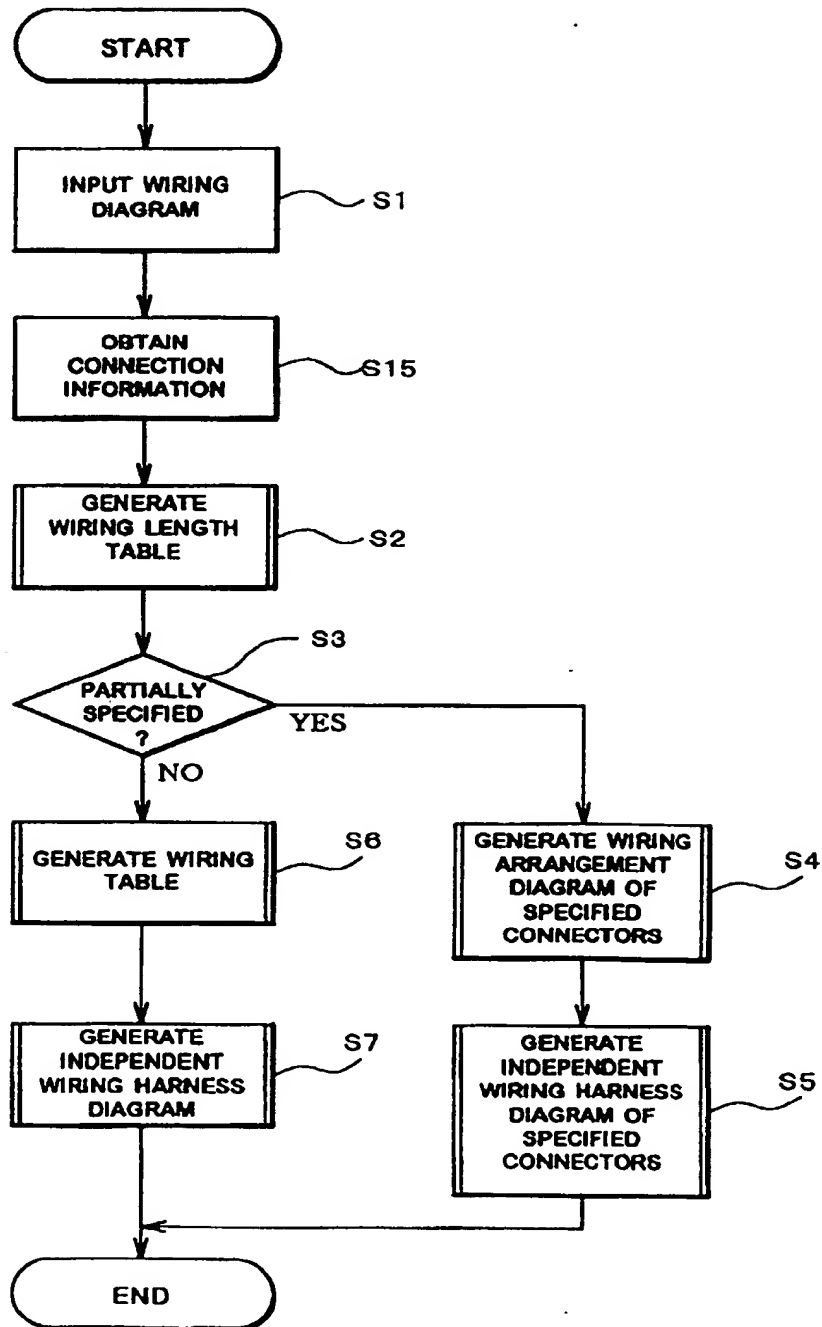 START
INPUT WIRING
DIAGRAM
S1
OBTAIN
CONNECTION
INFORMATION
S15
GENERATE
WIRING LENGTH
TABLE
S2
S3
PARTIALLY
SPECIFIED
?
YES
NO
GENERATE WIRING
TABLE
S6
GENERATE WIRING
ARRANGEMENT
DIAGRAM OF
SPECIFIED
CONNECTORS
S4
GENERATE
INDEPENDENT
WIRING HARNESS
DIAGRAM
S7
GENERATE
INDEPENDENT
WIRING HARNESS
DIAGRAM OF
SPECIFIED
CONNECTORS
S5
END